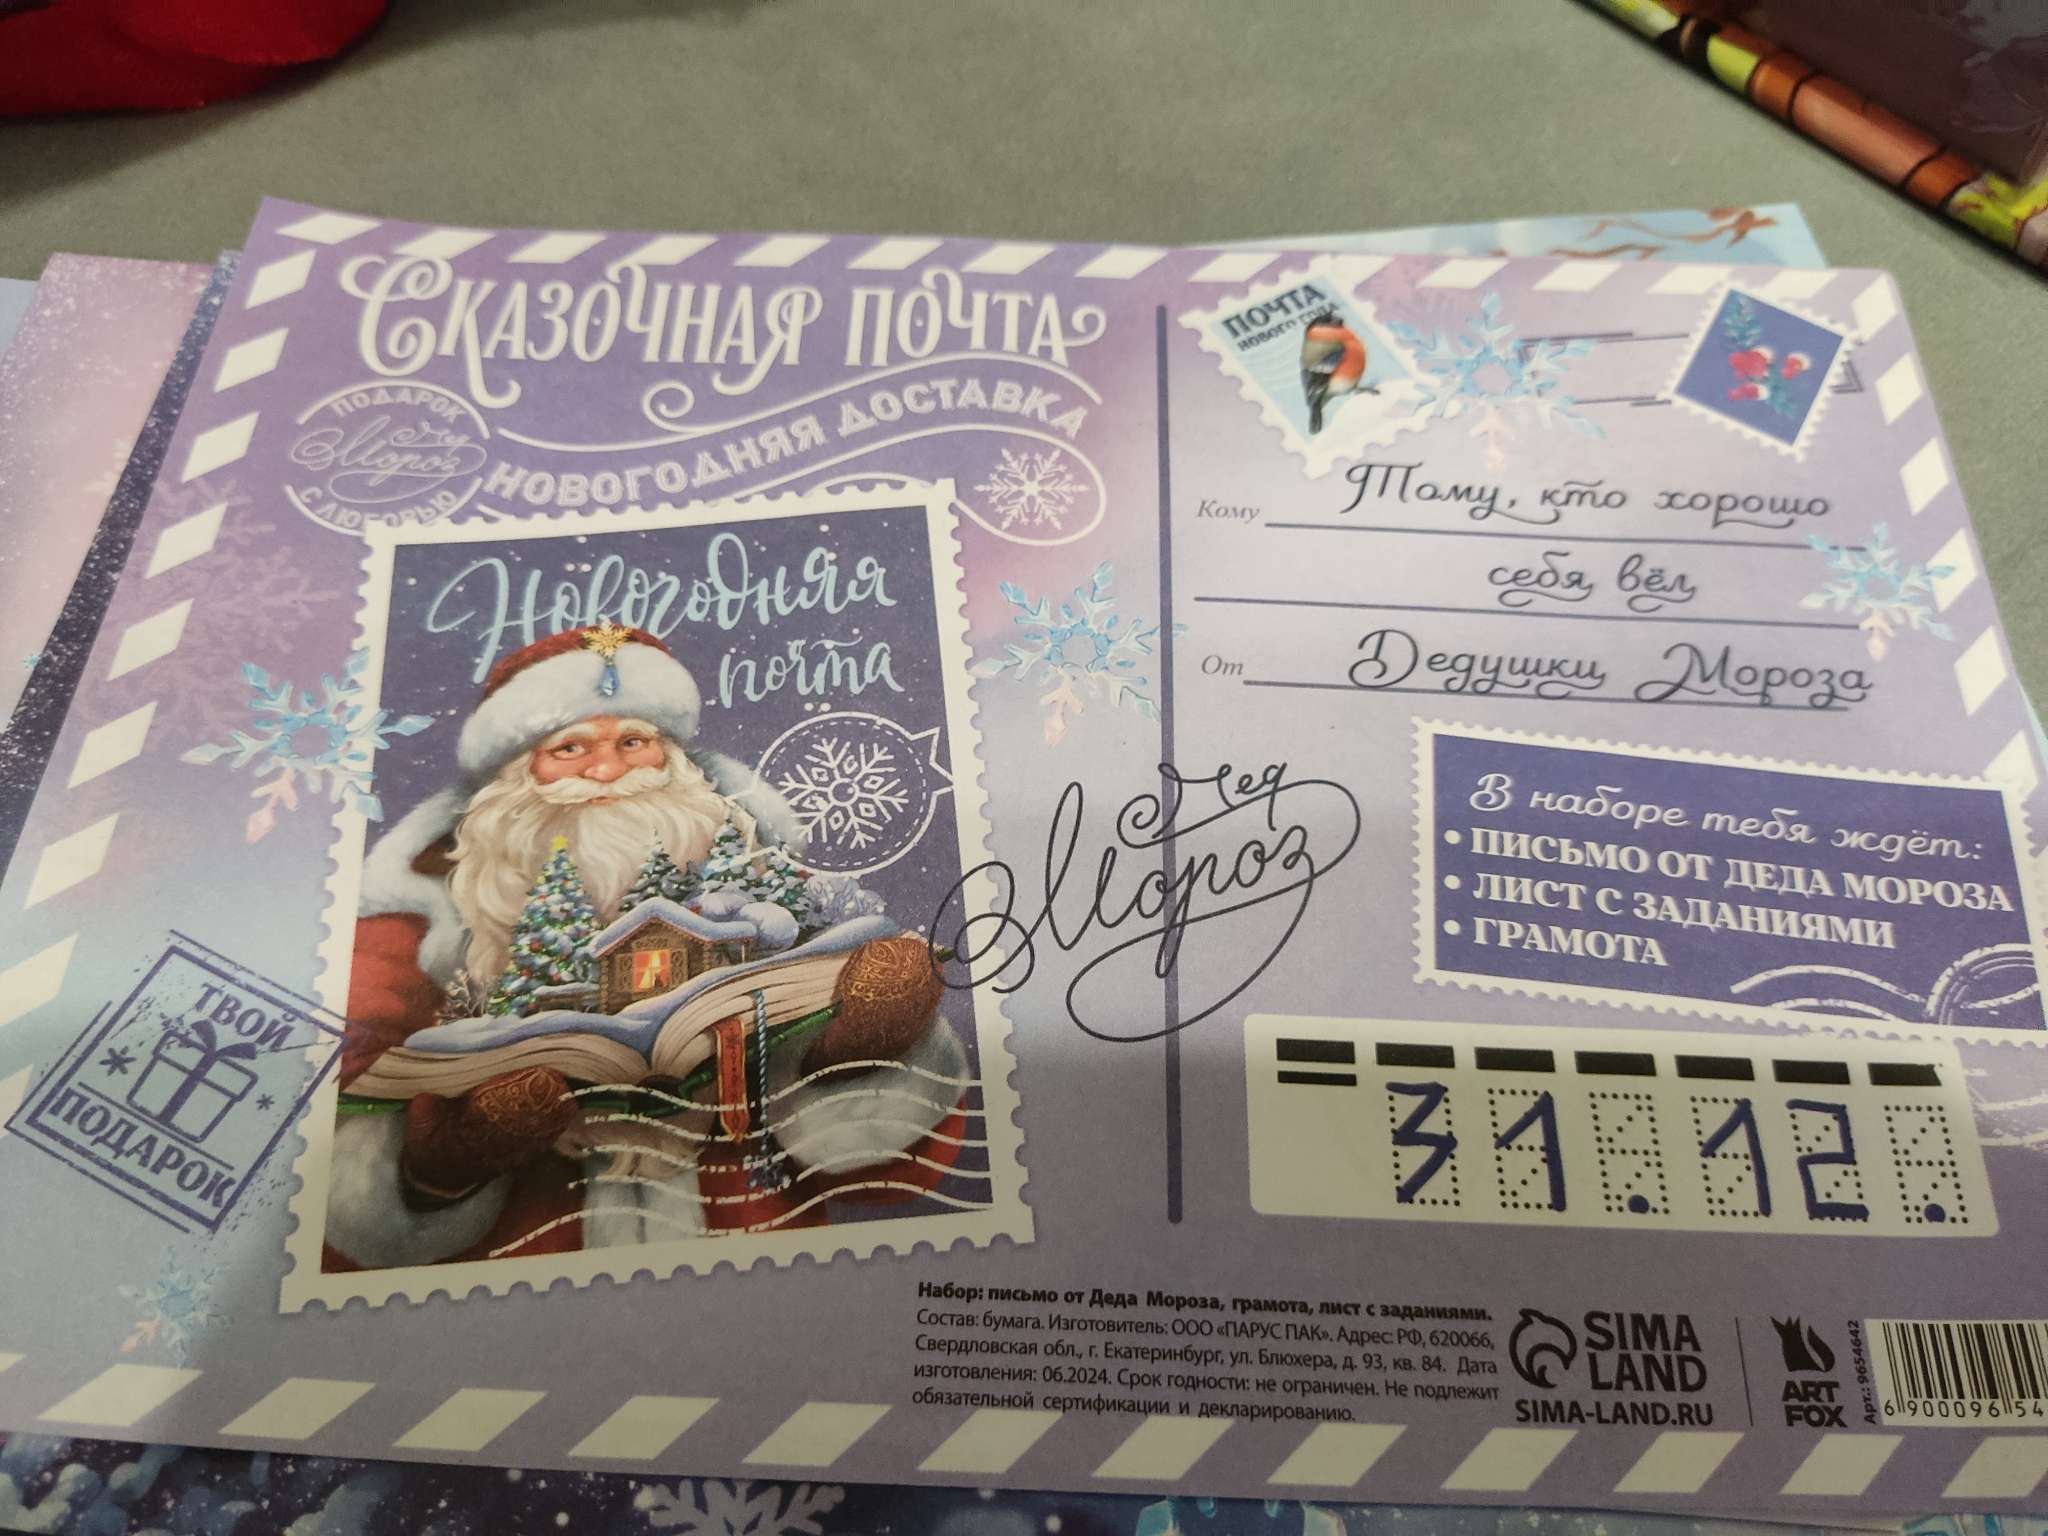 Сказочная почта
НОВОГОДНЯЯ ДОСТАВКА
ПОДАРОК
Дед
Мороз
С ЛЮБОВЬЮ
Новогодняя
почта
ТВОЙ
ПОДАРОК
ПОЧТА
НОВОГО ГОДА
Кому Тому, кто хорошо
себя вёл
От Дедушки Мороза
Дед
Мороз
В наборе тебя ждёт:
• ПИСЬМО ОТ ДЕДА МОРОЗА
• ЛИСТ С ЗАДАНИЯМИ
• ГРАМОТА
31.12.
Набор: письмо от Деда Мороза, грамота, лист с заданиями.
Состав: бумага. Изготовитель: ООО «ПАРУС ПАК». Адрес: РФ, 620066,
Свердловская обл., г. Екатеринбург, ул. Блюхера, д. 93, кв. 84. Дата
изготовления: 06.2024. Срок годности: не ограничен. Не подлежит
обязательной сертификации и декларированию.
SIMA
LAND
SIMA-LAND.RU
ART
FOX
Арт.: 9654642
6 900096 54